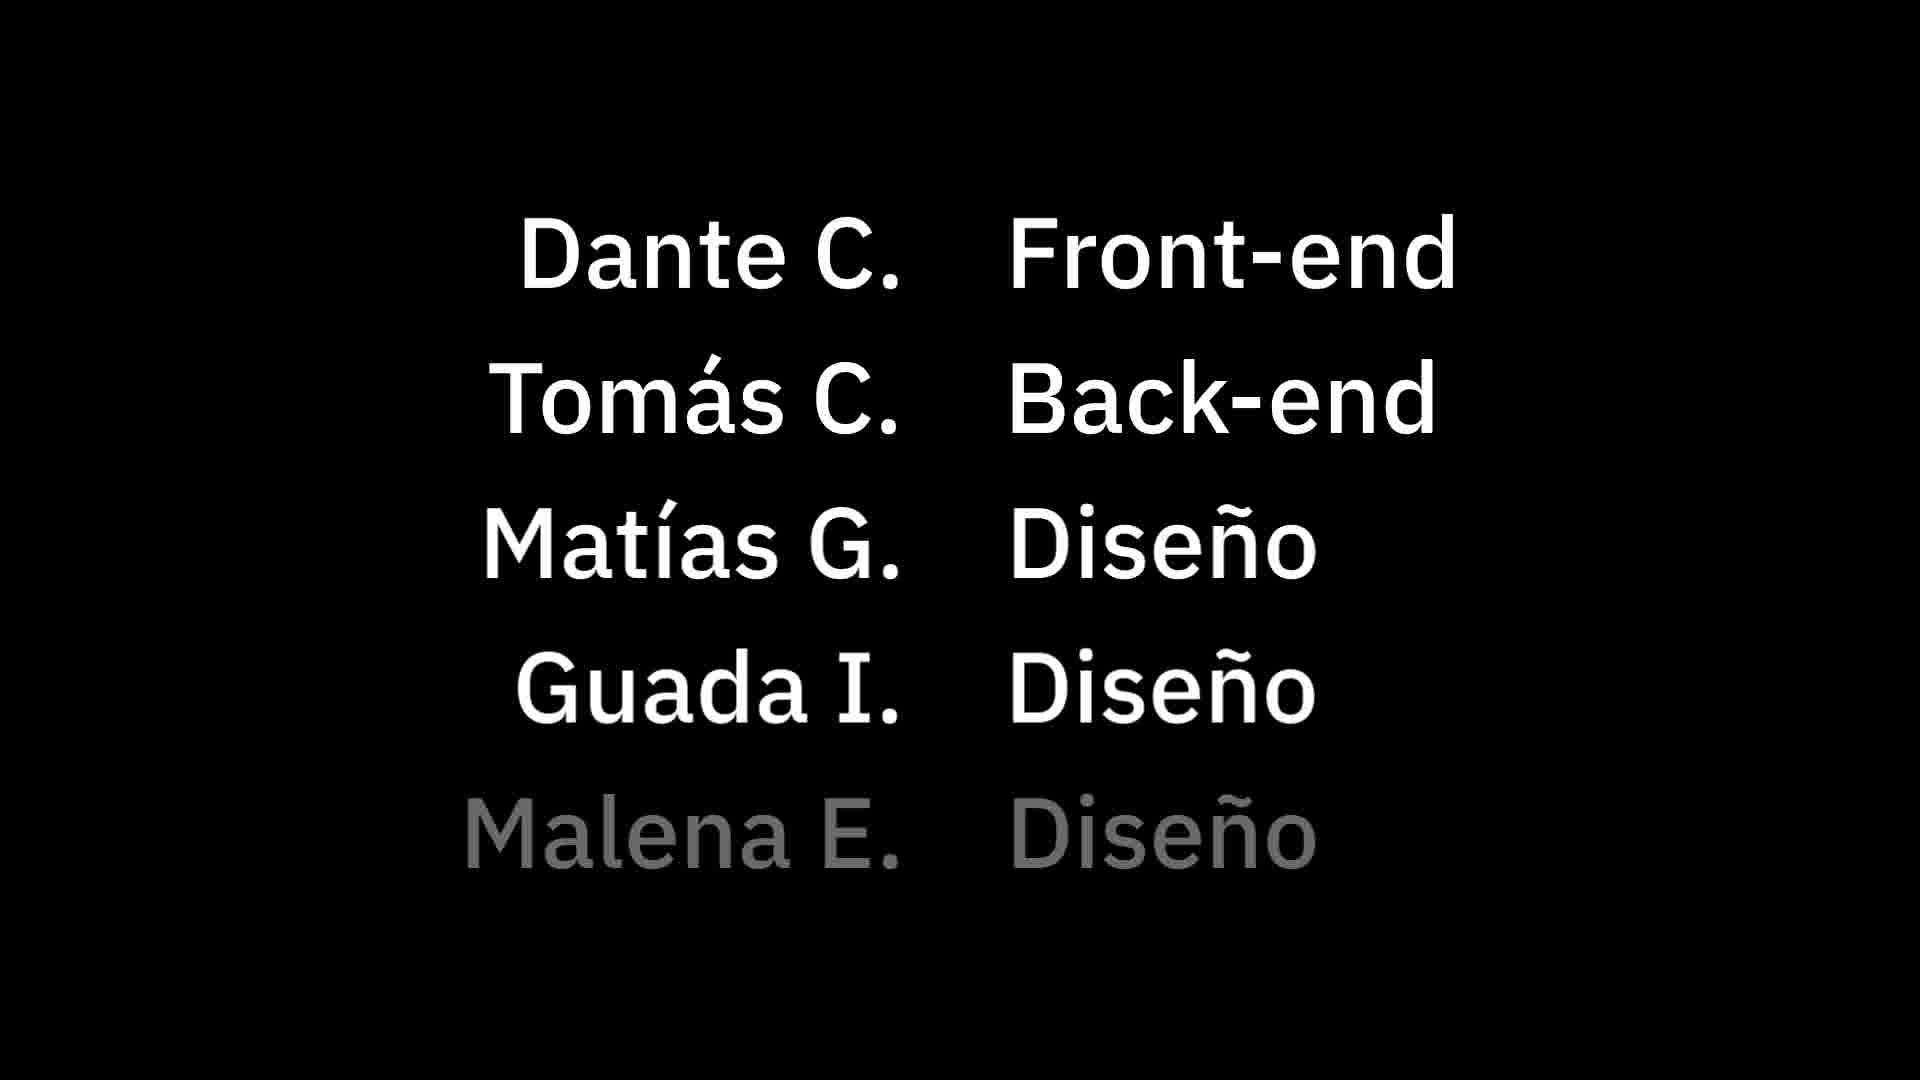 Dante C. Front-end
Tomás C. Back-end
Matías G. Diseño
Guada I. Diseño
Malena E. Diseño